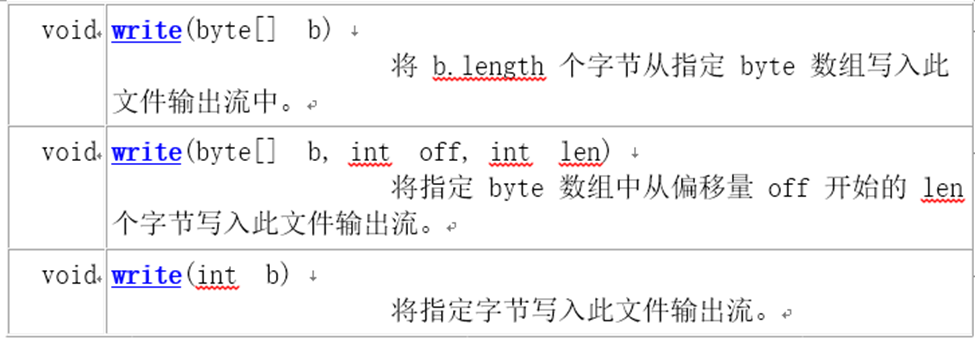 void write(byte[] b)
将 b.length 个字节从指定 byte 数组写入此
文件输出流中。
void write(byte[] b, int off, int len)
将指定 byte 数组中从偏移量 off 开始的 len
个字节写入此文件输出流。
void write(int b)
将指定字节写入此文件输出流。